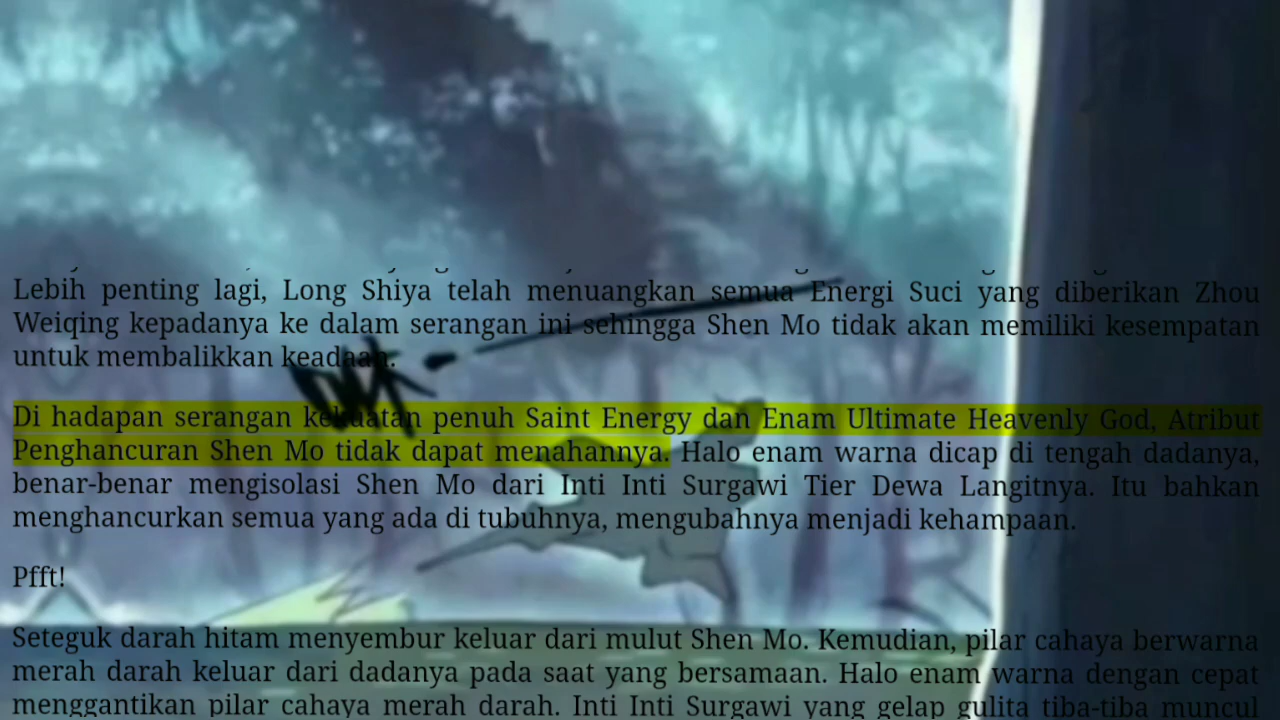 Lebih penting lagi, Long Shiya telah menuangkan semua Energi Suci yang diberikan Zhou
Weiqing kepadanya ke dalam serangan ini sehingga Shen Mo tidak akan memiliki kesempatan
untuk membalikkan keadaan.
Di hadapan serangan kekuatan penuh Saint Energy dan Enam Ultimate Heavenly God, Atribut
Penghancuran Shen Mo tidak dapat menahannya. Halo enam warna dicap di tengah dadanya,
benar-benar mengisolasi Shen Mo dari Inti Inti Surgawi Tier Dewa Langitnya. Itu bahkan
menghancurkan semua yang ada di tubuhnya, mengubahnya menjadi kehampaan.
Pfft!
Seteguk darah hitam menyembur keluar dari mulut Shen Mo. Kemudian, pilar cahaya berwarna
merah darah keluar dari dadanya pada saat yang bersamaan. Halo enam warna dengan cepat
menggantikan pilar cahaya merah darah. Inti Inti Surgawi yang gelap gulita tiba-tiba muncul